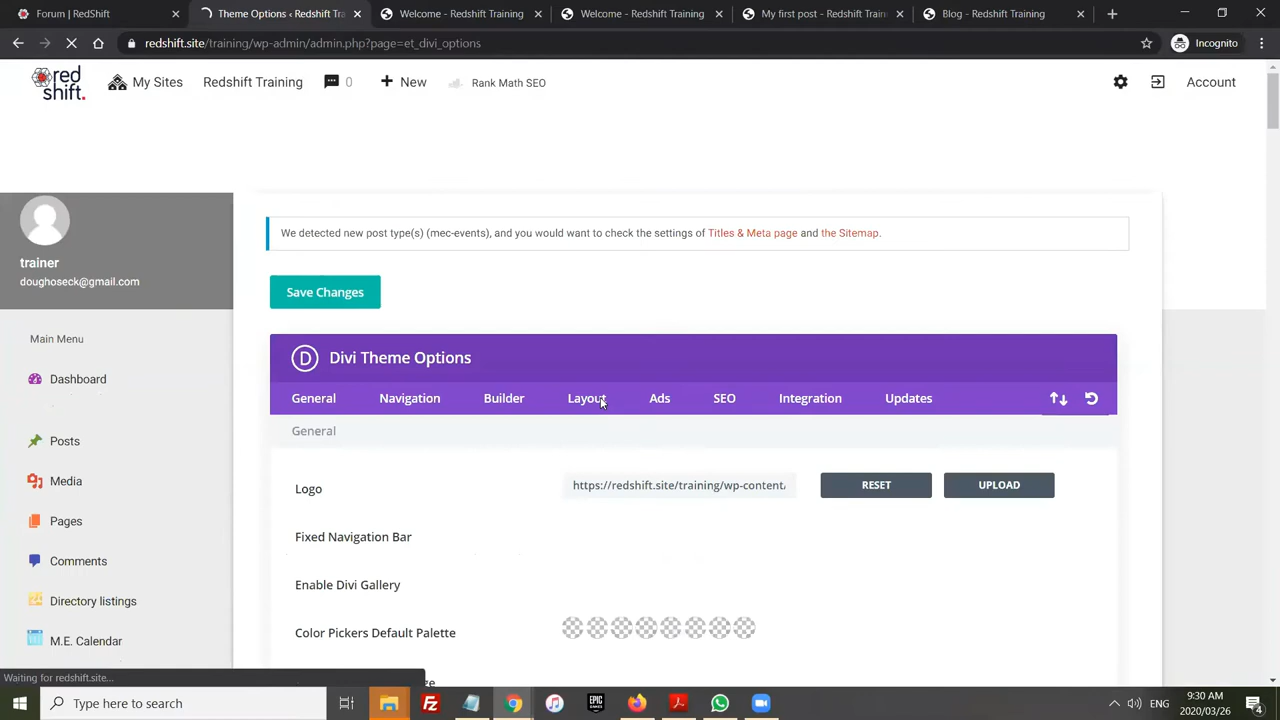 Forum | RedShift
Theme Options - Redshift Training
Welcome - Redshift Training
Welcome - Redshift Training
My first post - Redshift Training
Blog - Redshift Training
redshift.site/training/wp-admin/admin.php?page=et_divi_options
Incognito
red shift.
My Sites
Redshift Training
0
New
Rank Math SEO
Account
We detected new post type(s) (mec-events), and you would want to check the settings of Titles & Meta page and the Sitemap.
trainer
doughoseck@gmail.com
Save Changes
Main Menu
D Divi Theme Options
Dashboard
General
Navigation
Builder
Layout
Ads
SEO
Integration
Updates
General
Posts
Media
Logo
https://redshift.site/training/wp-content/
RESET
UPLOAD
Pages
Fixed Navigation Bar
Comments
Enable Divi Gallery
Directory listings
Color Pickers Default Palette
M.E. Calendar
Waiting for redshift.site...
Type here to search
EPIC GAMES
ENG
9:30 AM
2020/03/26
4